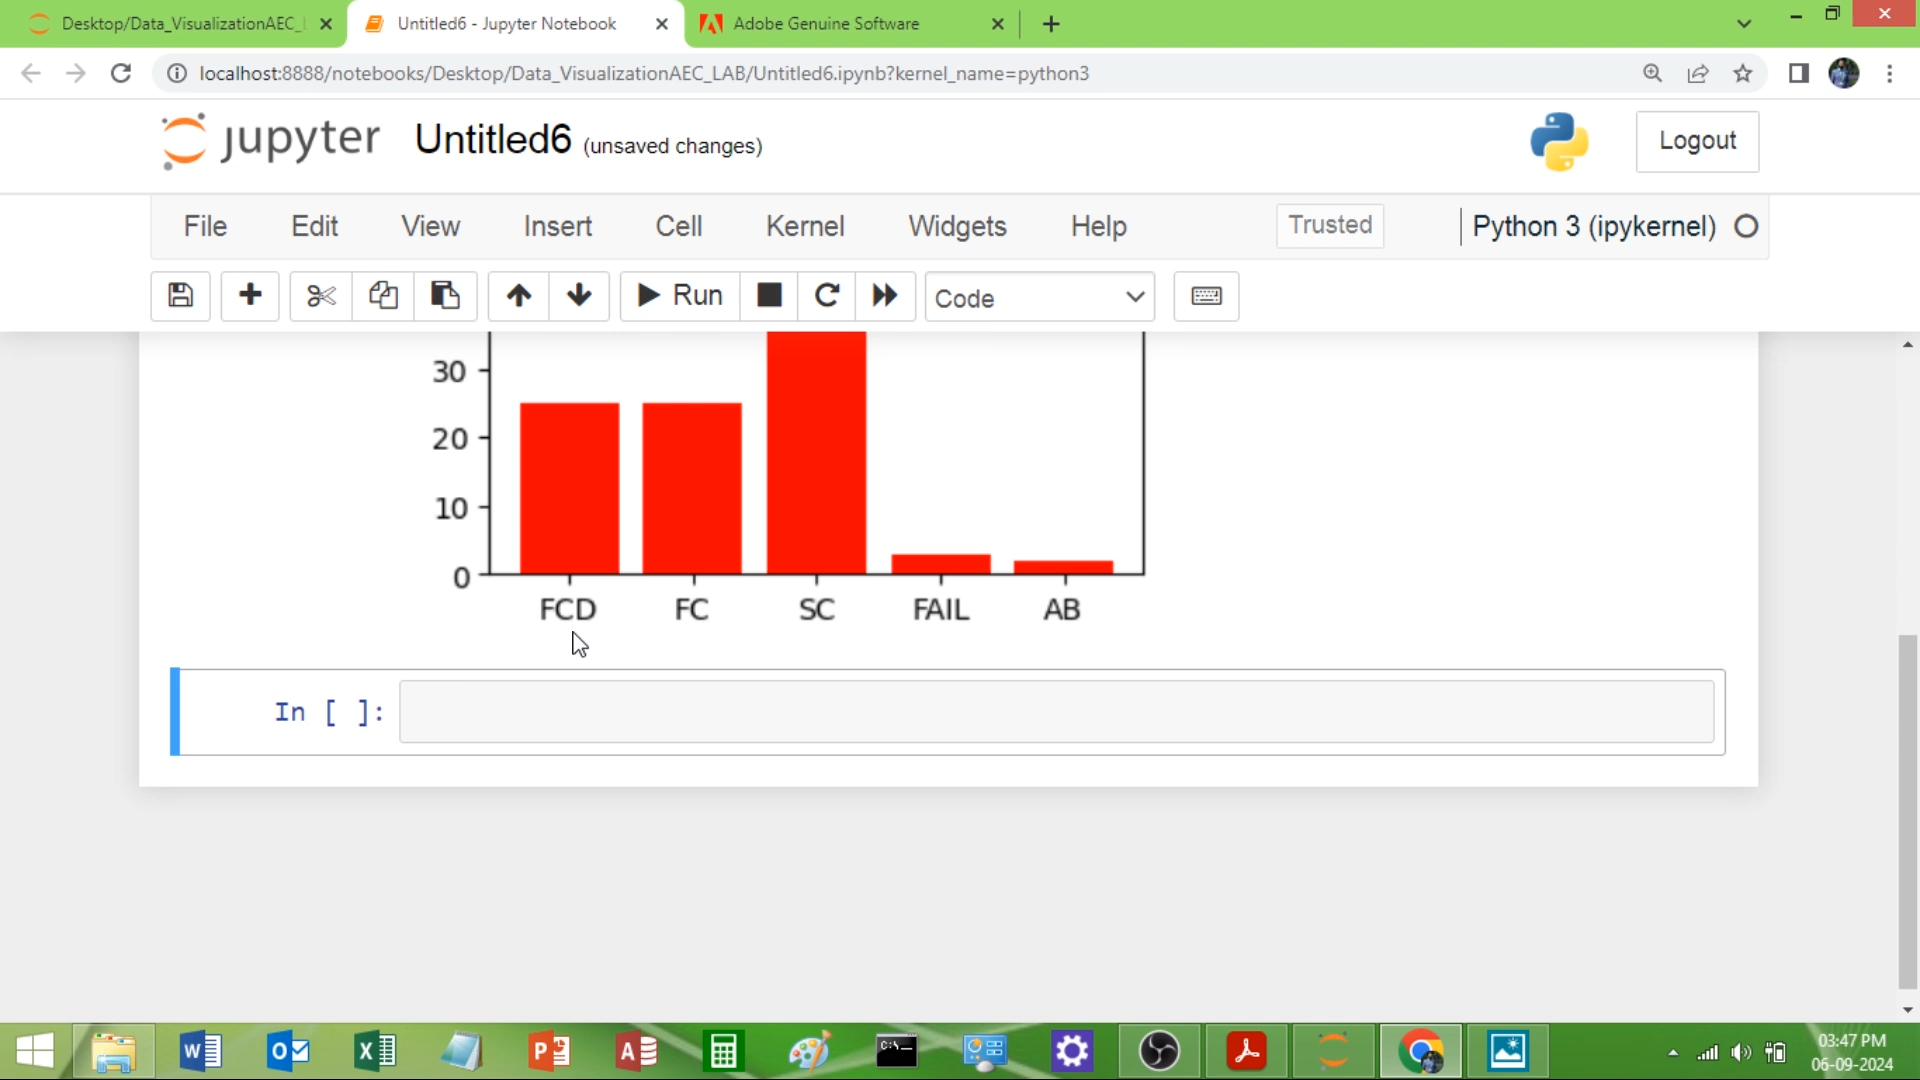 Desktop/Data_VisualizationAEC_L
Untitled6 - Jupyter Notebook
Adobe Genuine Software
localhost:8888/notebooks/Desktop/Data_VisualizationAEC_LAB/Untitled6.ipynb?kernel_name=python3
jupyter Untitled6 (unsaved changes)
Logout
File Edit View Insert Cell Kernel Widgets Help Trusted Python 3 (ipykernel)
Run Code
30
20
10
0
FCD FC SC FAIL AB
In [ ]:
03:47 PM
06-09-2024